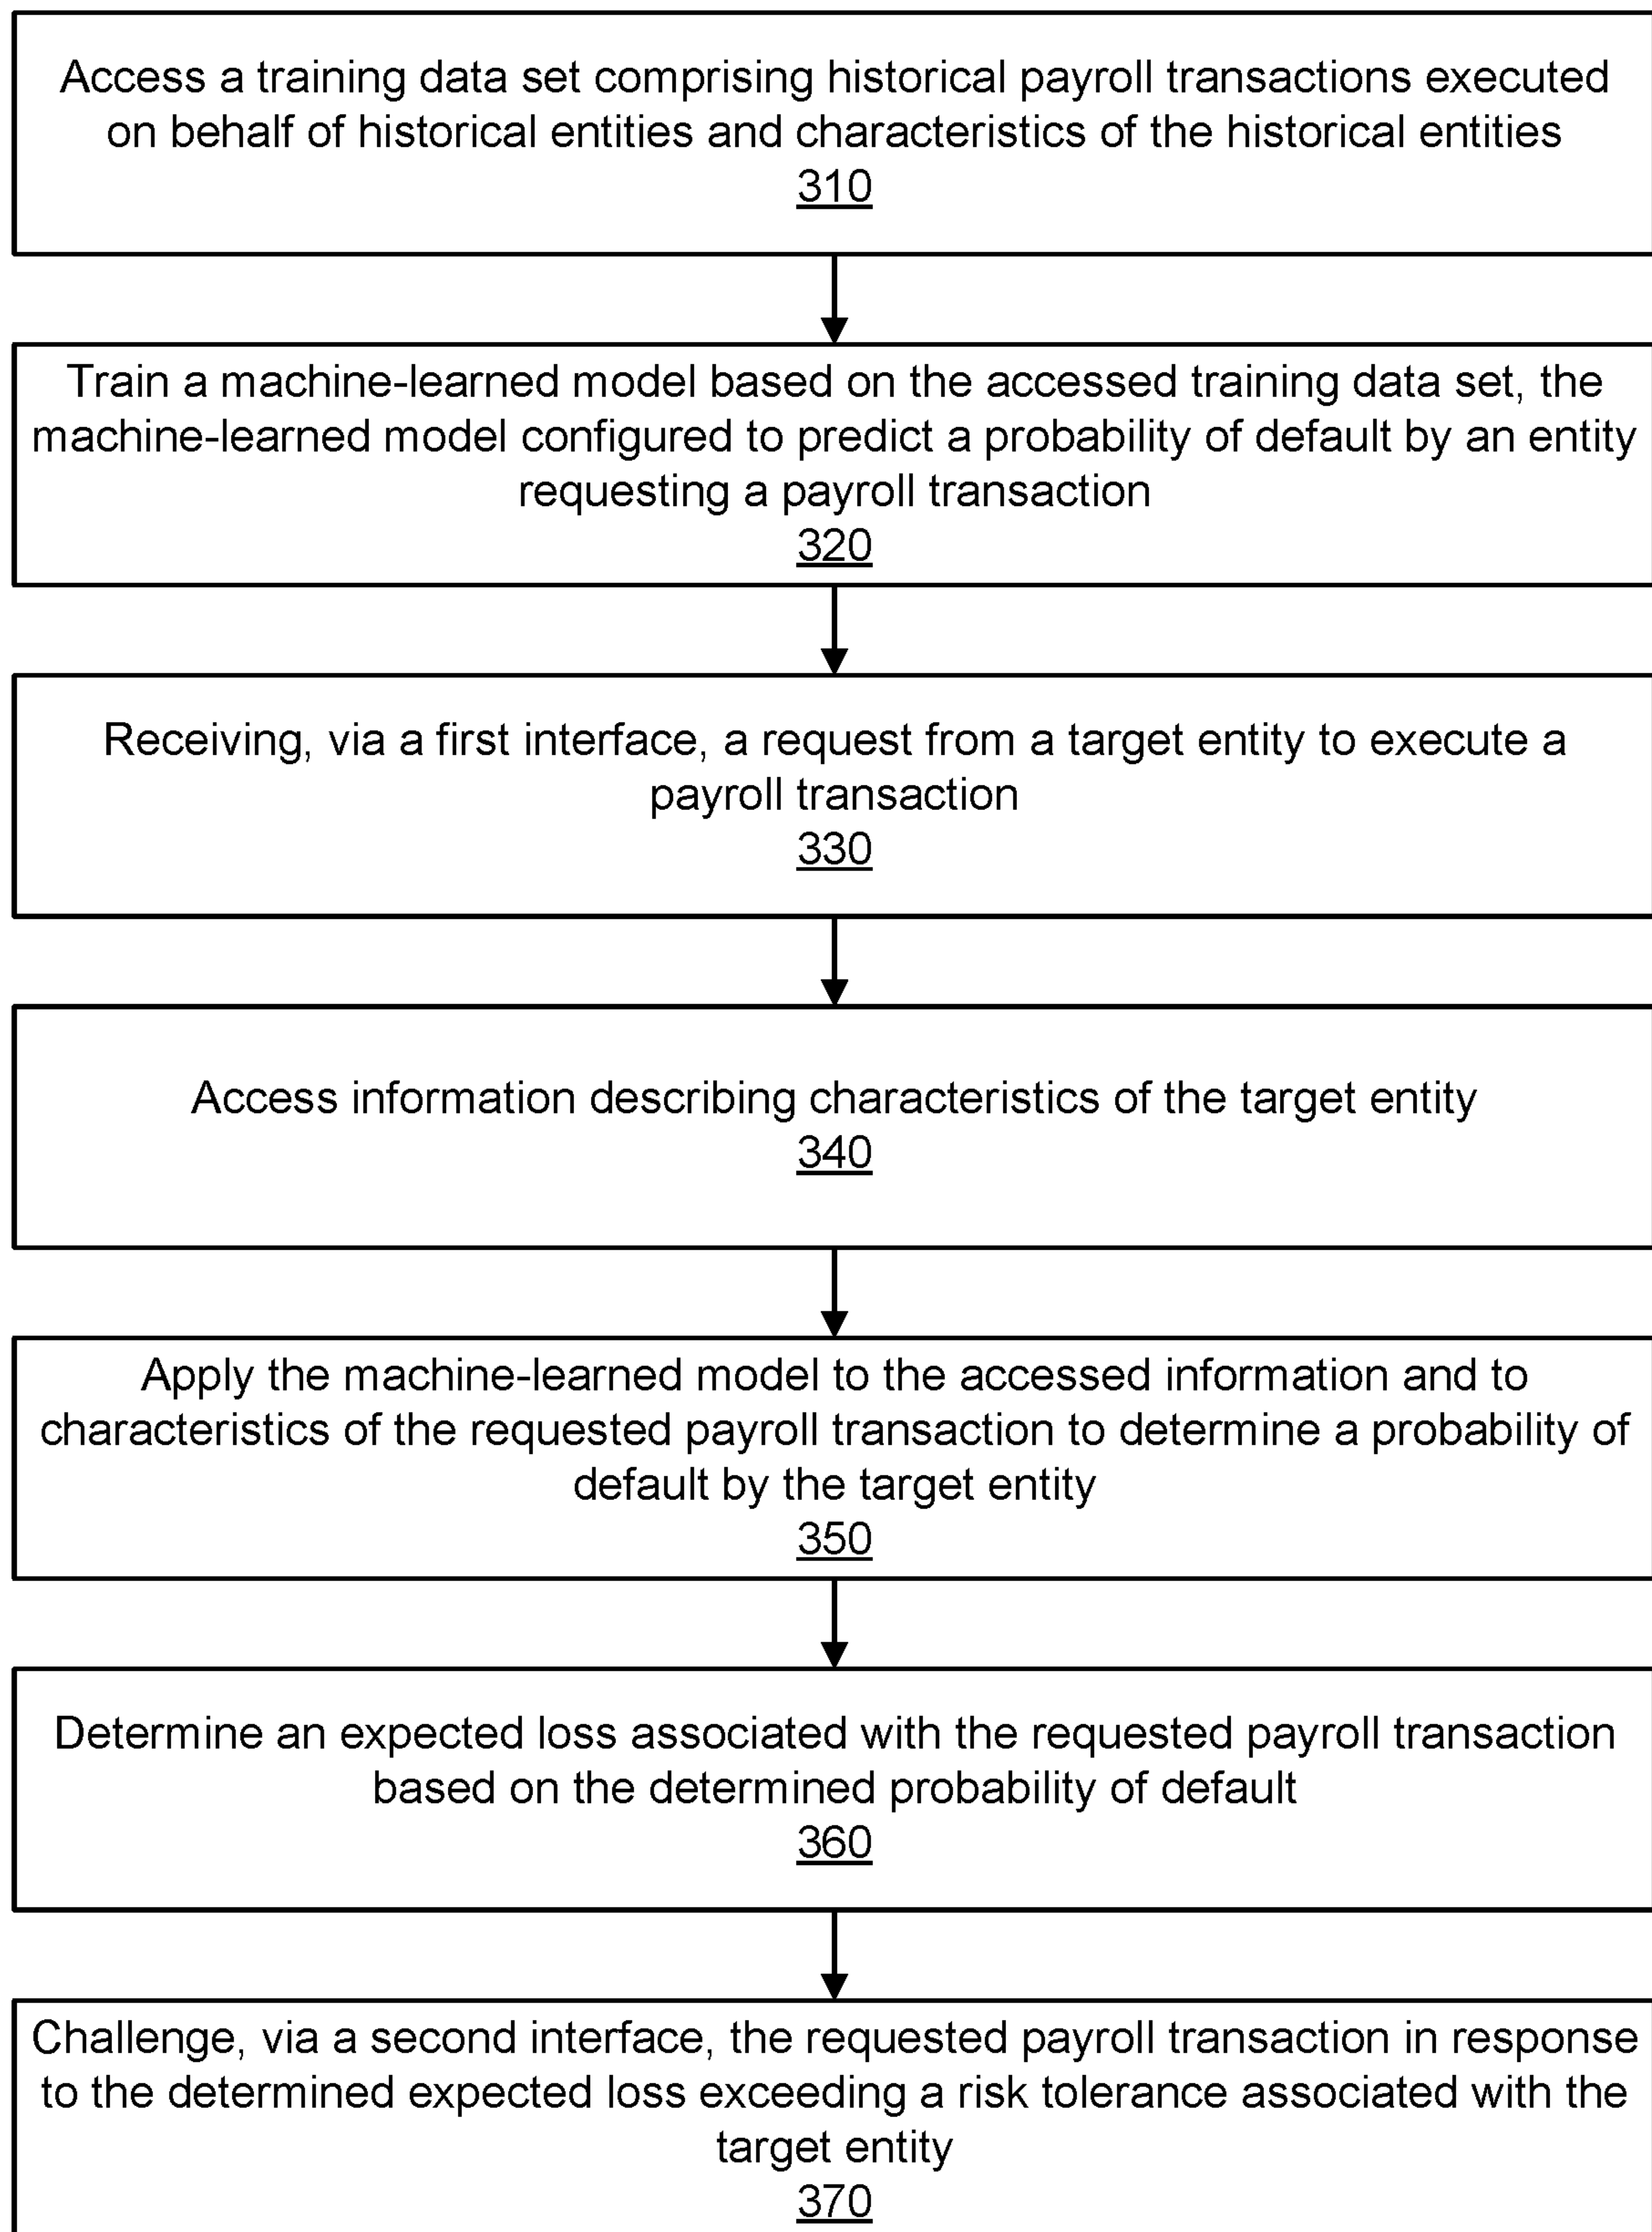 Access a training data set comprising historical payroll transactions executed
on behalf of historical entities and characteristics of the historical entities
310
Train a machine-learned model based on the accessed training data set, the
machine-learned model configured to predict a probability of default by an entity
requesting a payroll transaction
320
Receiving, via a first interface, a request from a target entity to execute a
payroll transaction
330
Access information describing characteristics of the target entity
340
Apply the machine-learned model to the accessed information and to
characteristics of the requested payroll transaction to determine a probability of
default by the target entity
350
Determine an expected loss associated with the requested payroll transaction
based on the determined probability of default
360
Challenge, via a second interface, the requested payroll transaction in response
to the determined expected loss exceeding a risk tolerance associated with the
target entity
370